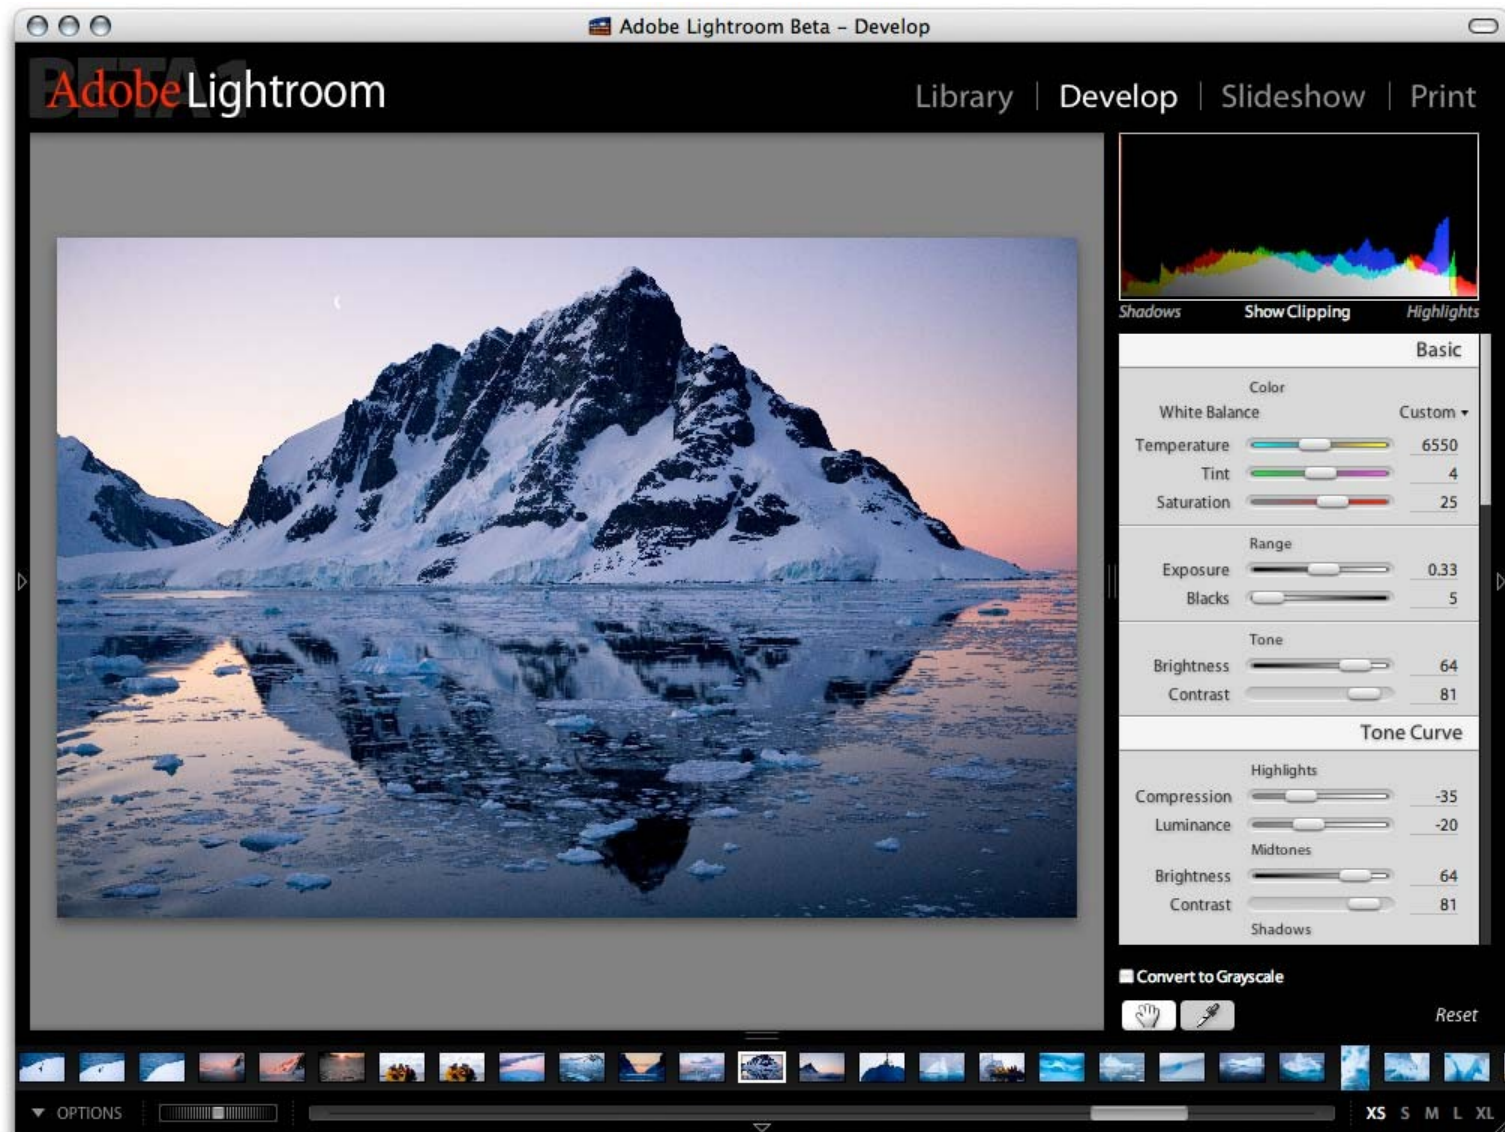 Adobe Lightroom Beta – Develop
BETA 1
Adobe Lightroom
Library | Develop | Slideshow | Print
Shadows Show Clipping Highlights
Basic
Color
White Balance Custom
Temperature 6550
Tint 4
Saturation 25
Range
Exposure 0.33
Blacks 5
Tone
Brightness 64
Contrast 81
Tone Curve
Highlights
Compression -35
Luminance -20
Midtones
Brightness 64
Contrast 81
Shadows
Convert to Grayscale
Reset
OPTIONS
XS S M L XL